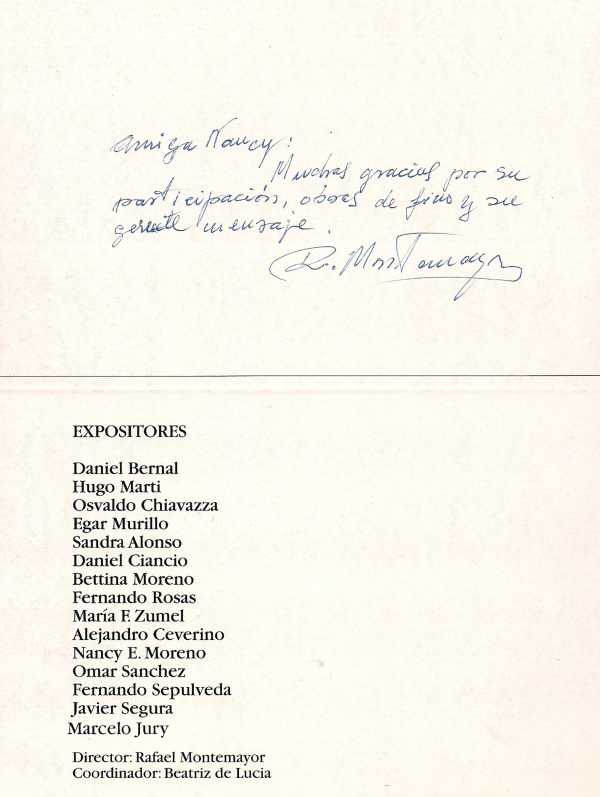 Amiga Nancy:
Muchas gracias por su
participación, obras de fino y su
mensaje.
R. Montemayor
EXPOSITORES
Daniel Bernal
Hugo Marti
Osvaldo Chiavazza
Egar Murillo
Sandra Alonso
Daniel Ciancio
Bettina Moreno
Fernando Rosas
María F. Zumel
Alejandro Ceverino
Nancy E. Moreno
Omar Sanchez
Fernando Sepulveda
Javier Segura
Marcelo Jury
Director: Rafael Montemayor
Coordinador: Beatriz de Lucia